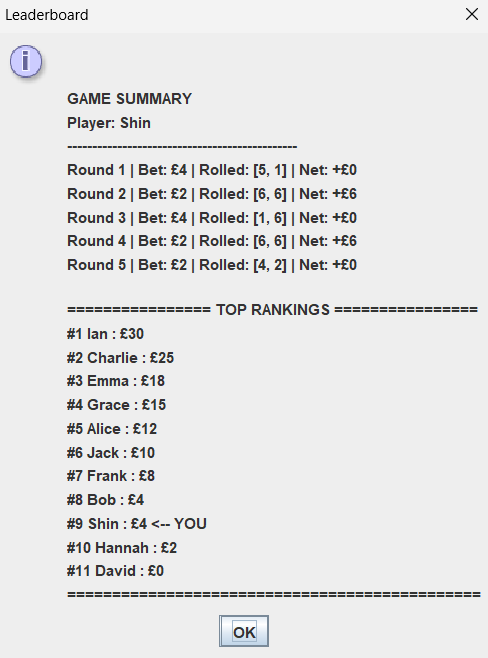 Leaderboard
GAME SUMMARY
Player: Shin
----------------------------------------------
Round 1 | Bet: £4 | Rolled: [5, 1] | Net: +£0
Round 2 | Bet: £2 | Rolled: [6, 6] | Net: +£6
Round 3 | Bet: £4 | Rolled: [1, 6] | Net: +£0
Round 4 | Bet: £2 | Rolled: [6, 6] | Net: +£6
Round 5 | Bet: £2 | Rolled: [4, 2] | Net: +£0
================ TOP RANKINGS ================
#1 Ian : £30
#2 Charlie : £25
#3 Emma : £18
#4 Grace : £15
#5 Alice : £12
#6 Jack : £10
#7 Frank : £8
#8 Bob : £4
#9 Shin : £4 <-- YOU
#10 Hannah : £2
#11 David : £0
==============================================
OK